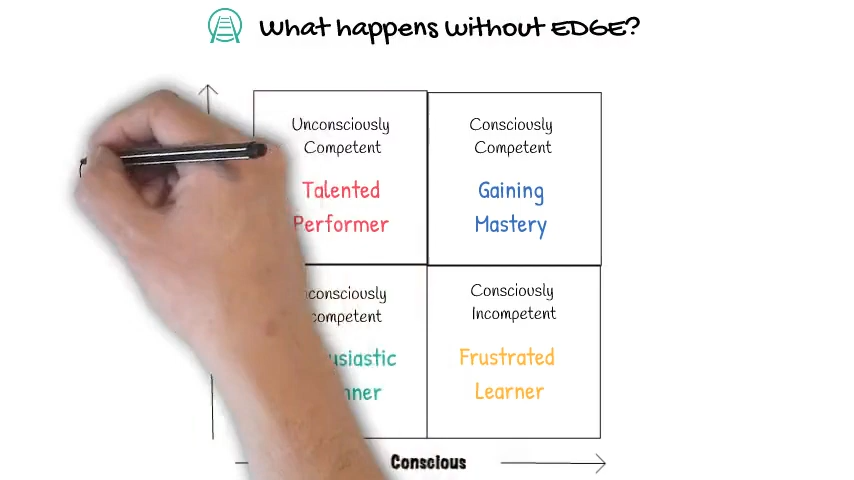 What happens without EDGE?
Unconsciously
Competent
Talented
Performer
Consciously
Competent
Gaining
Mastery
Consciously
Incompetent
Frustrated
Learner
Conscious